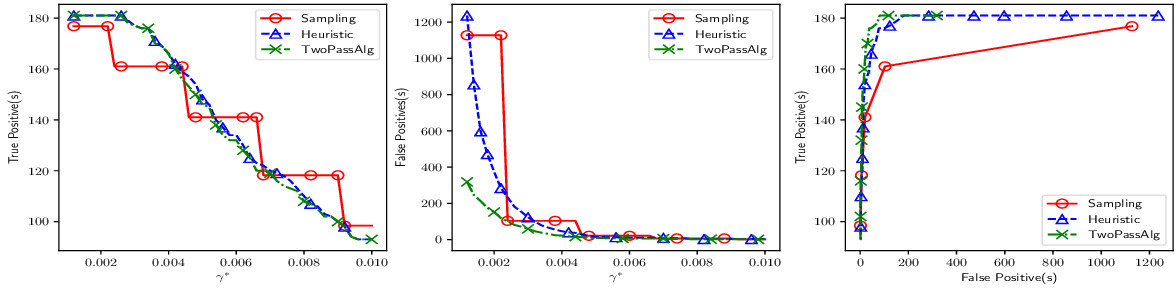 180
160
140
120
100
True Positive(s)
0.002 0.004 0.006 0.008 0.010
γ*
Sampling
Heuristic
TwoPassAlg
1200
1000
800
600
400
200
0
False Positives(s)
0.002 0.004 0.006 0.008 0.010
γ*
Sampling
Heuristic
TwoPassAlg
180
160
140
120
100
True Positive(s)
0 200 400 600 800 1000 1200
False Positive(s)
Sampling
Heuristic
TwoPassAlg